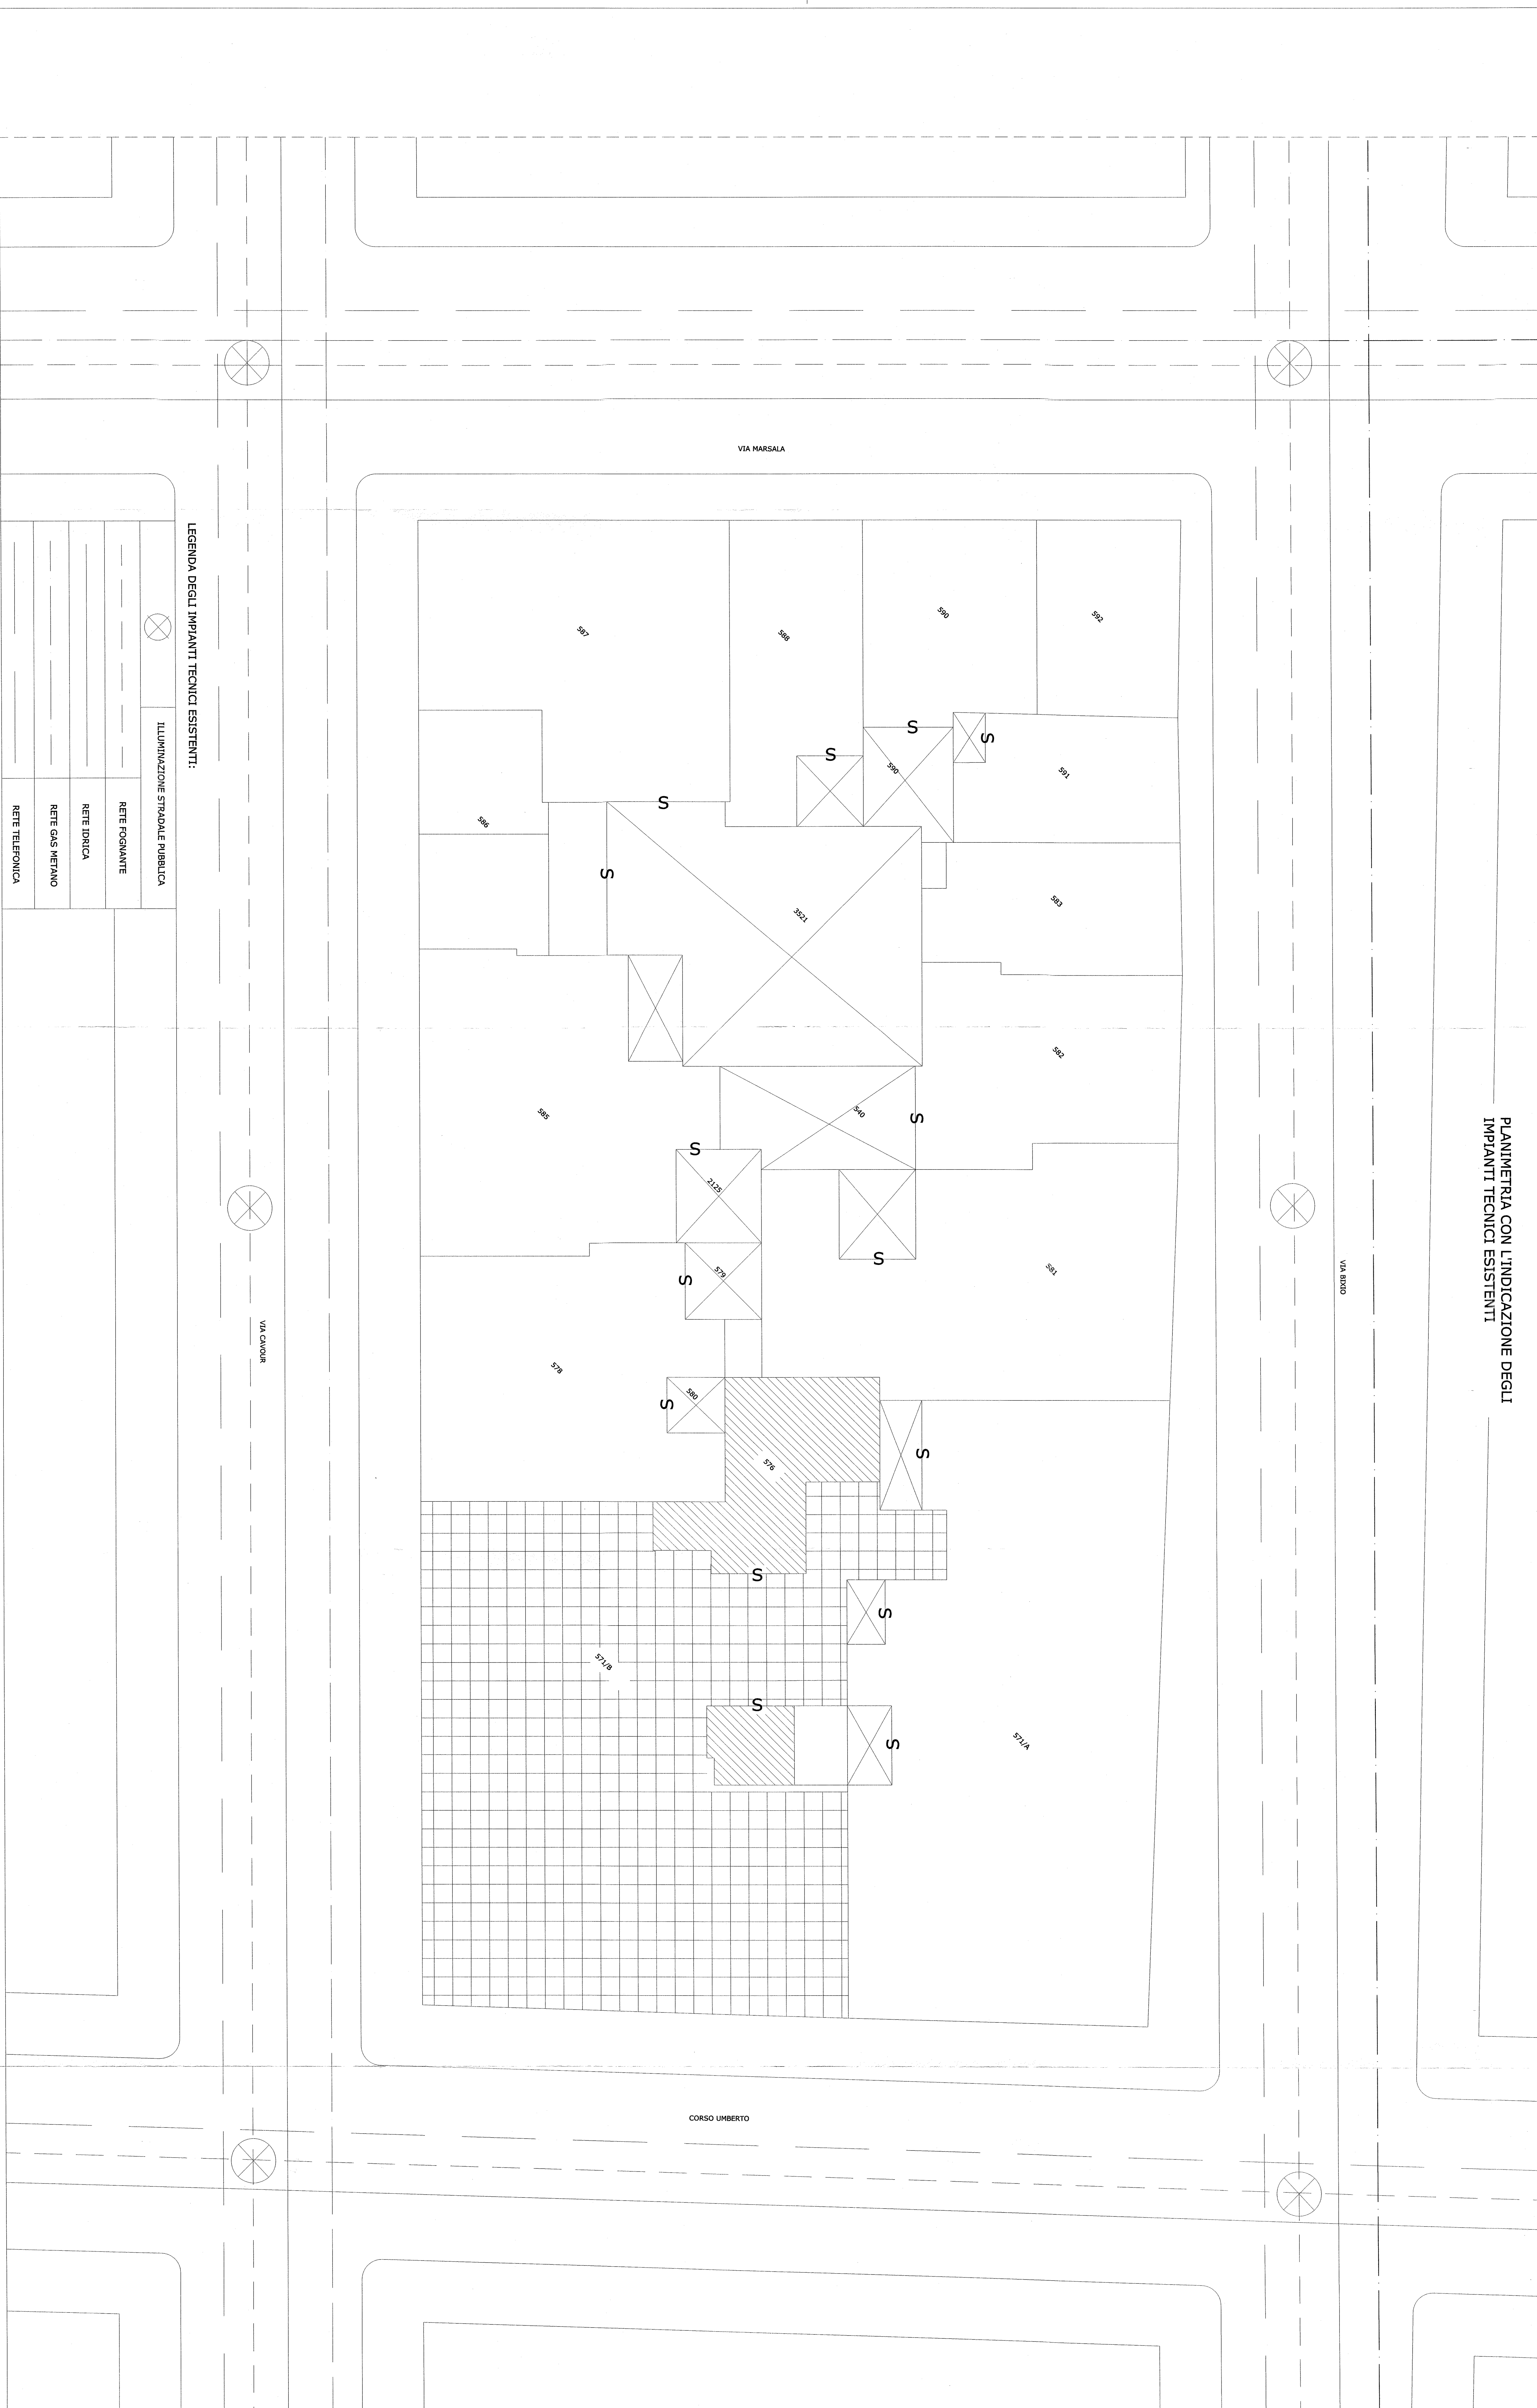 PLANIMETRIA CON L'INDICAZIONE DEGLI
IMPIANTI TECNICI ESISTENTI
VIA MARSALA
587
588
590
592
S
S
S
590
591
S
586
S
3521
583
582
585
540
S
S
2125
S
579
S
581
VIA BIXIO
VIA CAVOUR
578
580
S
S
576
S
S
571/B
S
S
571/A
CORSO UMBERTO
LEGENDA DEGLI IMPIANTI TECNICI ESISTENTI:
ILLUMINAZIONE STRADALE PUBBLICA
RETE FOGNANTE
RETE IDRICA
RETE GAS METANO
RETE TELEFONICA